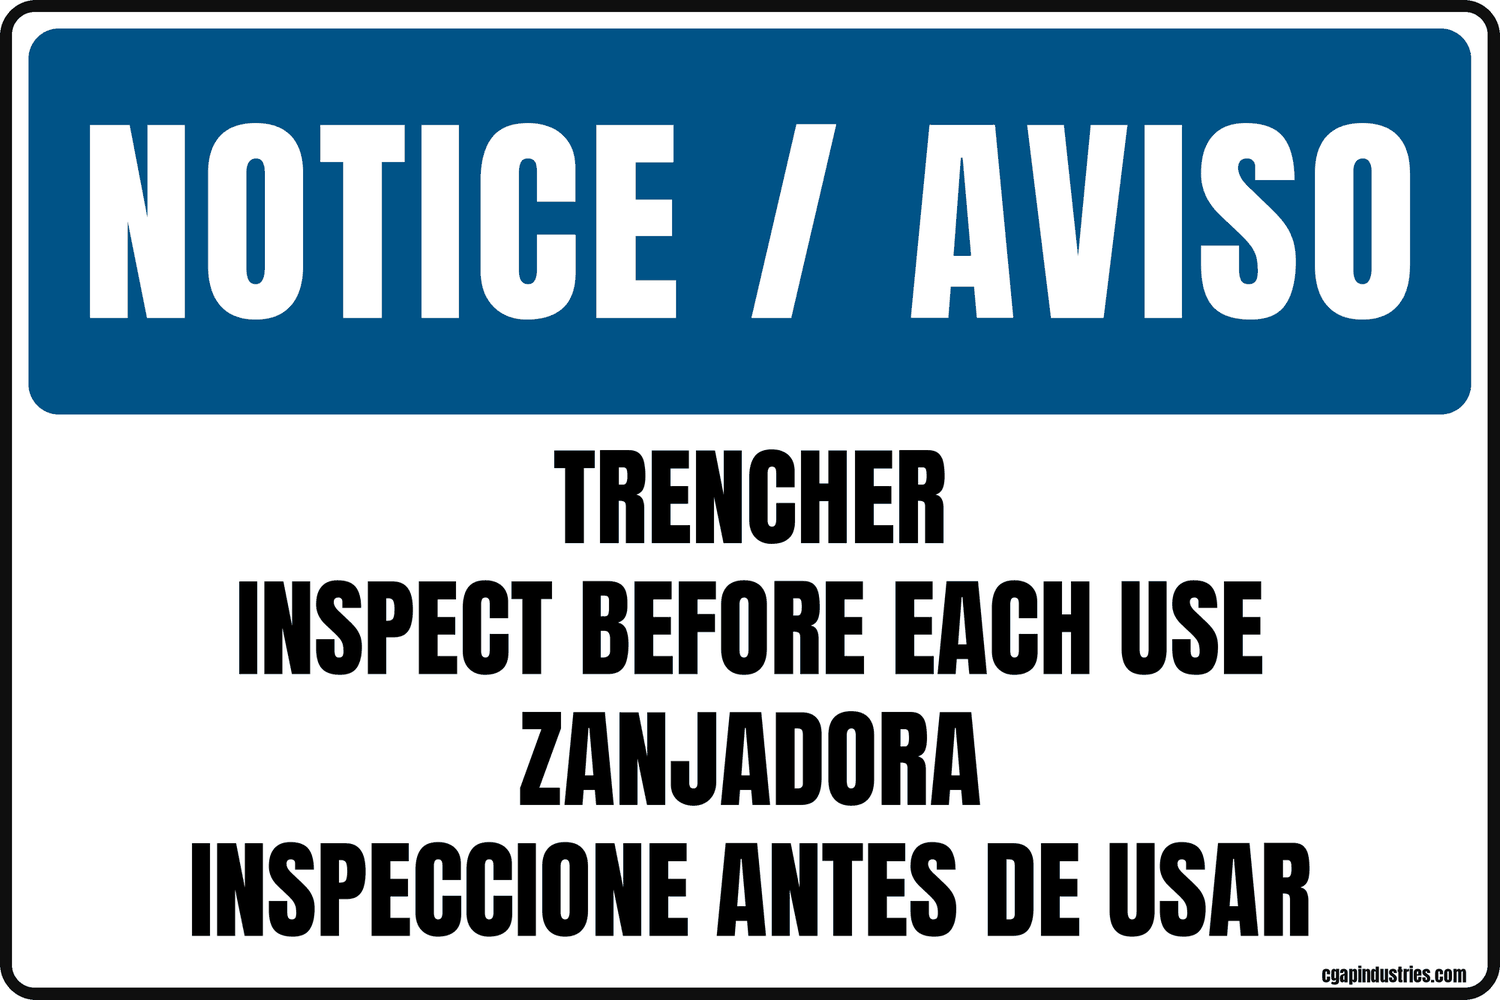 NOTICE / AVISO
TRENCHER
INSPECT BEFORE EACH USE
ZANJADORA
INSPECCIONE ANTES DE USAR
cgapindustries.com